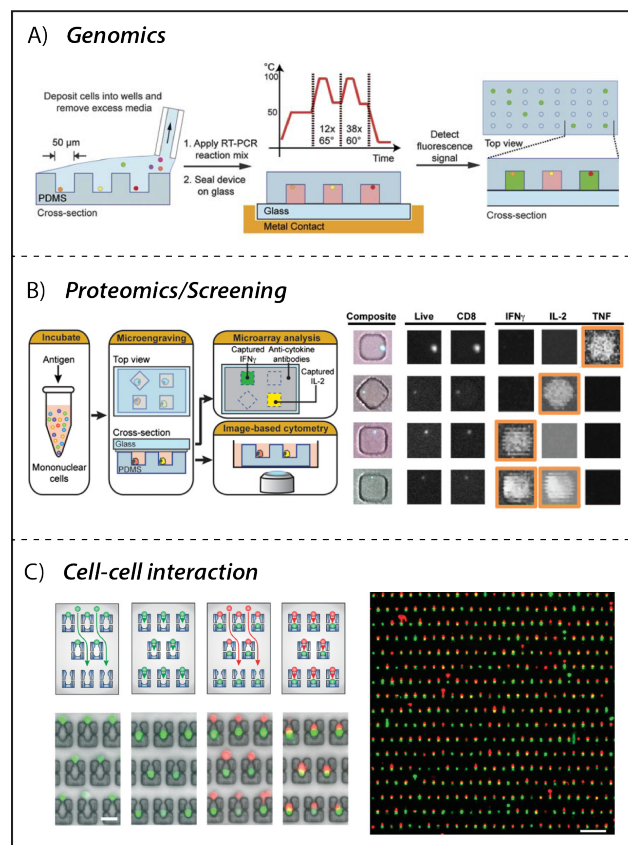 A) Genomics
Deposit cells into wells and
remove excess media
50 µm
PDMS
Cross-section
1. Apply RT-PCR
reaction mix
2. Seal device
on glass
°C
100
50
12x
65°
38x
60°
Time
Glass
Metal Contact
Detect
fluorescence
signal
Top view
Cross-section
B) Proteomics/Screening
Incubate
Antigen
Mononuclear
cells
Microengraving
Top view
Cross-section
Glass
PDMS
Microarray analysis
Captured
IFNγ
Anti-cytokine
antibodies
Captured
IL-2
Image-based cytometry
Composite
Live
CD8
IFNγ
IL-2
TNF
C) Cell-cell interaction